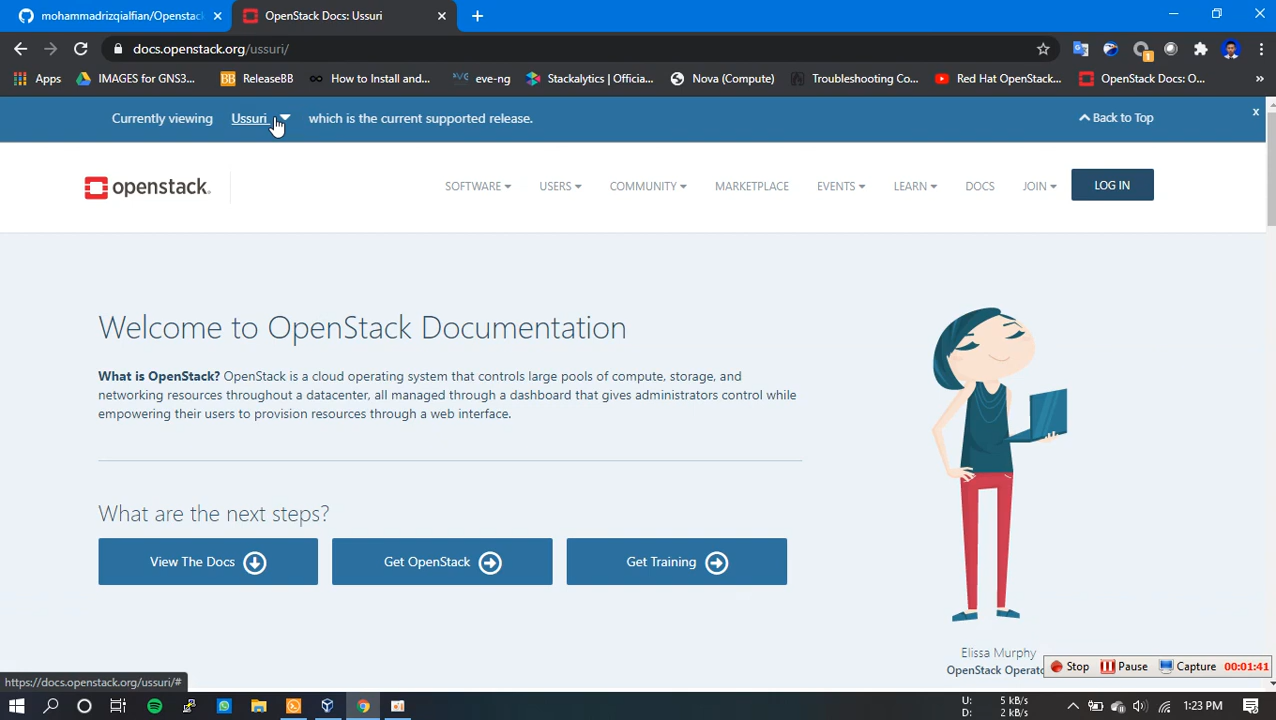 mohammadrizqialfian/Openstack
OpenStack Docs: Ussuri
docs.openstack.org/ussuri/
Apps
IMAGES for GNS3...
BB ReleaseBB
How to Install and...
eve-ng
Stackalytics | Officia...
Nova (Compute)
Troubleshooting Co...
Red Hat OpenStack...
OpenStack Docs: O...
»
Currently viewing Ussuri which is the current supported release.
Back to Top
x
openstack.
SOFTWARE
USERS
COMMUNITY
MARKETPLACE
EVENTS
LEARN
DOCS
JOIN
LOG IN
Welcome to OpenStack Documentation
What is OpenStack? OpenStack is a cloud operating system that controls large pools of compute, storage, and
networking resources throughout a datacenter, all managed through a dashboard that gives administrators control while
empowering their users to provision resources through a web interface.
What are the next steps?
View The Docs
Get OpenStack
Get Training
Elissa Murphy
OpenStack Operato
Stop
Pause
Capture
00:01:41
https://docs.openstack.org/ussuri/#
U: 5 kB/s
D: 2 kB/s
1:23 PM
3